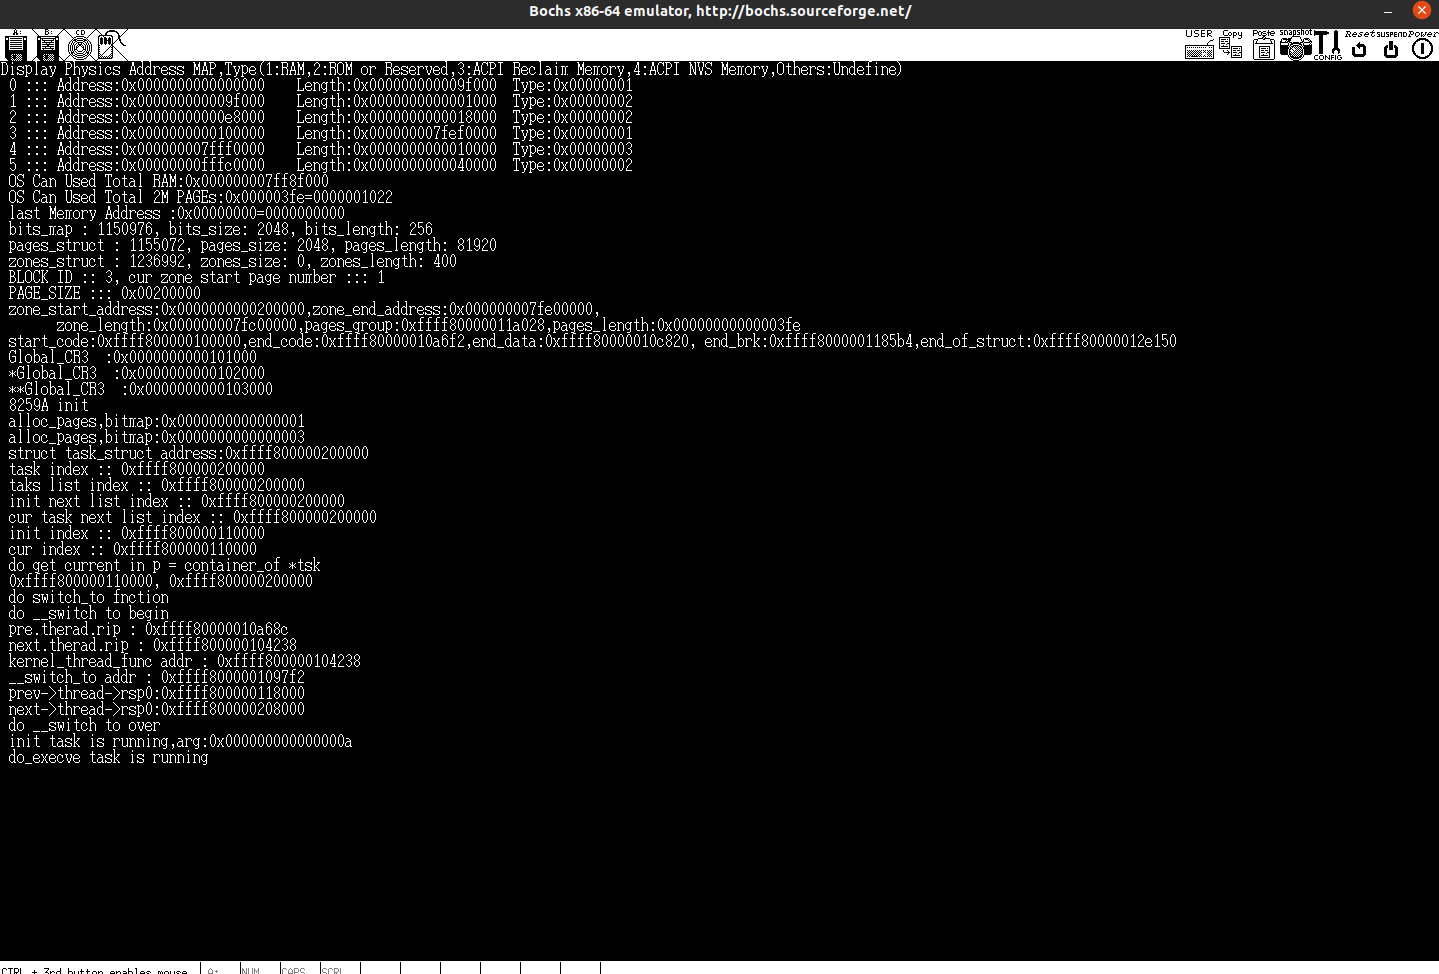 Bochs x86-64 emulator, http://bochs.sourceforge.net/
A: B: CD USER Copy Paste snapshot CONFIG Reset SUSPEND Power
Display Physics Address MAP,Type(1:RAM,2:ROM or Reserved,3:ACPI Reclaim Memory,4:ACPI NVS Memory,Others:Undefine)
0 ::: Address:0x0000000000000000 Length:0x000000000009f000 Type:0x00000001
1 ::: Address:0x000000000009f000 Length:0x0000000000001000 Type:0x00000002
2 ::: Address:0x00000000000e8000 Length:0x0000000000018000 Type:0x00000002
3 ::: Address:0x0000000000100000 Length:0x000000007fef0000 Type:0x00000001
4 ::: Address:0x000000007fff0000 Length:0x0000000000010000 Type:0x00000003
5 ::: Address:0x00000000fffc0000 Length:0x0000000000040000 Type:0x00000002
OS Can Used Total RAM:0x000000007ff8f000
OS Can Used Total 2M PAGEs:0x000003fe=0000001022
last Memory Address :0x00000000=0000000000
bits_map : 1150976, bits_size: 2048, bits_length: 256
pages_struct : 1155072, pages_size: 2048, pages_length: 81920
zones_struct : 1236992, zones_size: 0, zones_length: 400
BLOCK ID :: 3, cur zone start page number ::: 1
PAGE_SIZE ::: 0x00200000
zone_start_address:0x0000000000200000,zone_end_address:0x000000007fe00000,
zone_length:0x000000007fc00000,pages_group:0xffff80000011a028,pages_length:0x00000000000003fe
start_code:0xffff800000100000,end_code:0xffff80000010a6f2,end_data:0xffff80000010c820, end_brk:0xffff8000001185b4,end_of_struct:0xffff80000012e150
Global_CR3 :0x0000000000101000
*Global_CR3 :0x0000000000102000
**Global_CR3 :0x0000000000103000
8259A init
alloc_pages,bitmap:0x0000000000000001
alloc_pages,bitmap:0x0000000000000003
struct task_struct address:0xffff800000200000
task index :: 0xffff800000200000
taks list index :: 0xffff800000200000
init next list index :: 0xffff800000200000
cur task next list index :: 0xffff800000200000
init index :: 0xffff800000110000
cur index :: 0xffff800000110000
do get current in p = container_of *tsk
0xffff800000110000, 0xffff800000200000
do switch_to fnction
do __switch to begin
pre.therad.rip : 0xffff80000010a68c
next.therad.rip : 0xffff800000104238
kernel_thread_func addr : 0xffff800000104238
__switch_to addr : 0xffff8000001097f2
prev->thread->rsp0:0xffff800000118000
next->thread->rsp0:0xffff800000208000
do __switch to over
init task is running,arg:0x000000000000000a
do_execve task is running
CTRL + 3rd button enables mouse A: NUM CAPS SCRL